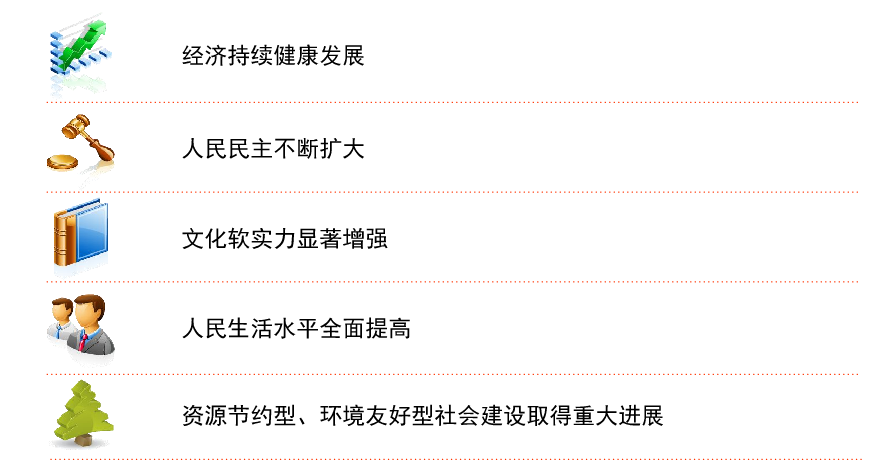 经济持续健康发展
人民民主不断扩大
文化软实力显著增强
人民生活水平全面提高
资源节约型、环境友好型社会建设取得重大进展